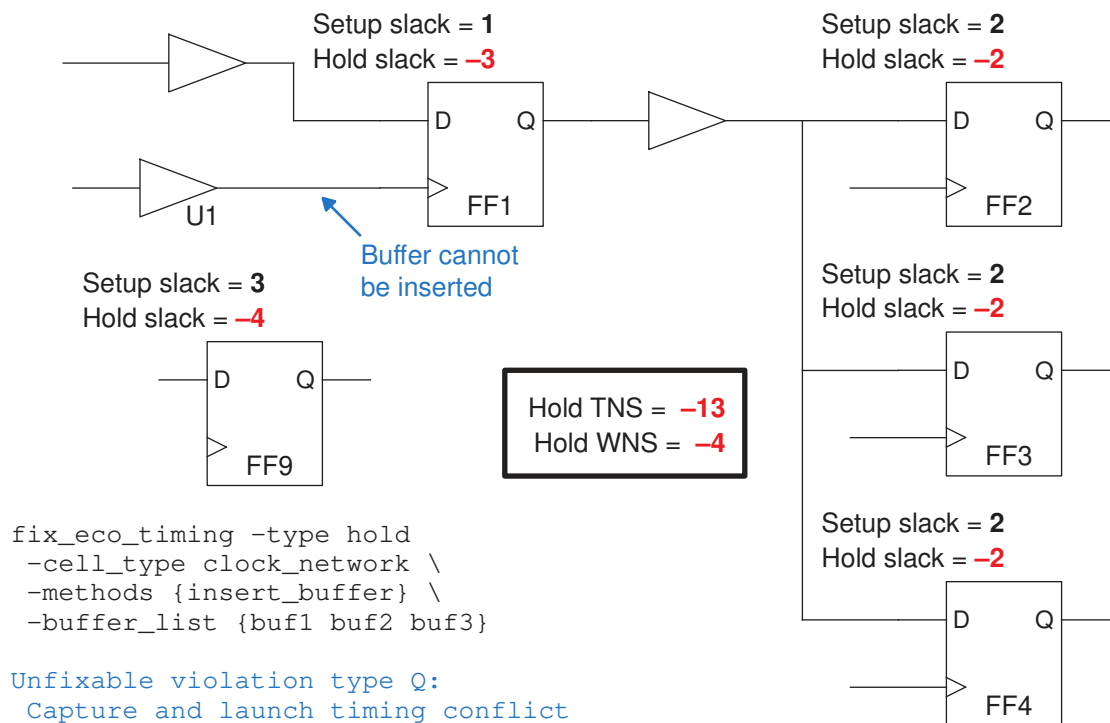 Setup slack = 1
Hold slack = –3
D Q
FF1
U1
Buffer cannot
be inserted
Setup slack = 2
Hold slack = –2
D Q
FF2
Setup slack = 3
Hold slack = –4
D Q
FF9
Hold TNS = –13
Hold WNS = –4
Setup slack = 2
Hold slack = –2
D Q
FF3
Setup slack = 2
Hold slack = –2
D Q
FF4
fix_eco_timing –type hold
–cell_type clock_network \
–methods {insert_buffer} \
–buffer_list {buf1 buf2 buf3}
Unfixable violation type Q:
Capture and launch timing conflict